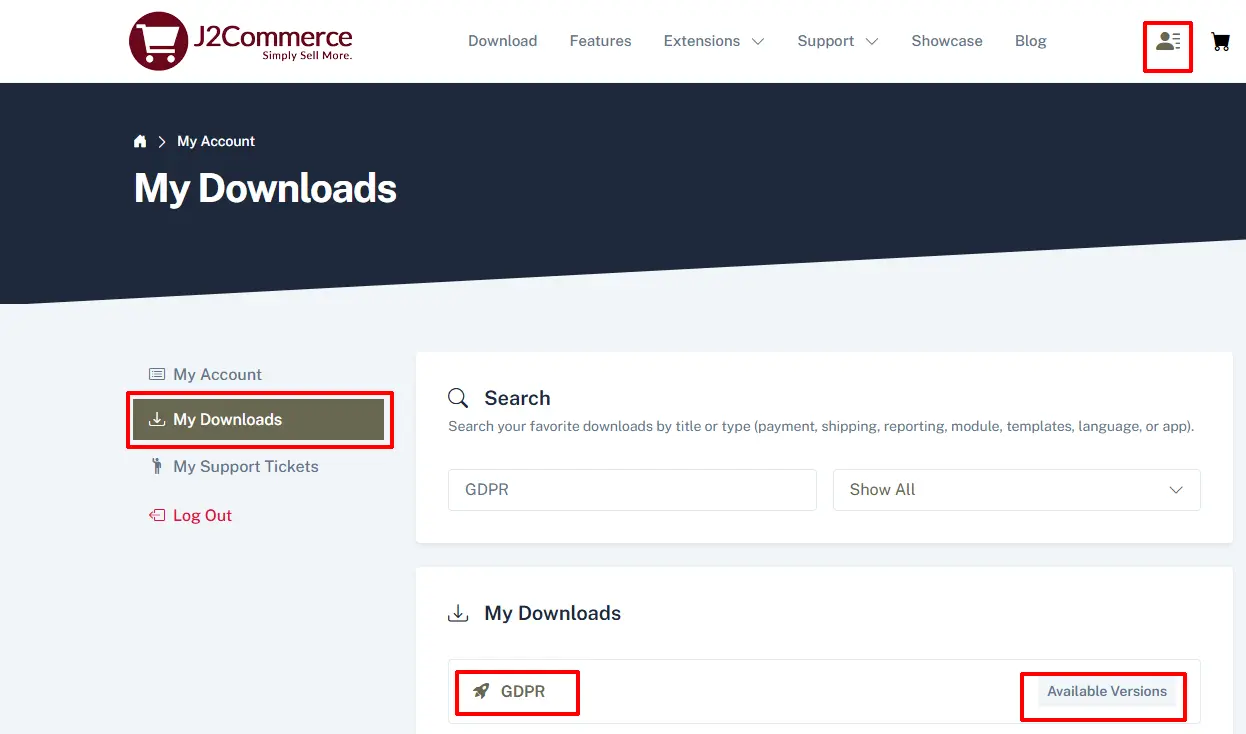 J2Commerce
Simply Sell More.
Download Features Extensions Support Showcase Blog
My Account
My Downloads
My Account
My Downloads
My Support Tickets
Log Out
Search
Search your favorite downloads by title or type (payment, shipping, reporting, module, templates, language, or app).
GDPR Show All
My Downloads
GDPR Available Versions